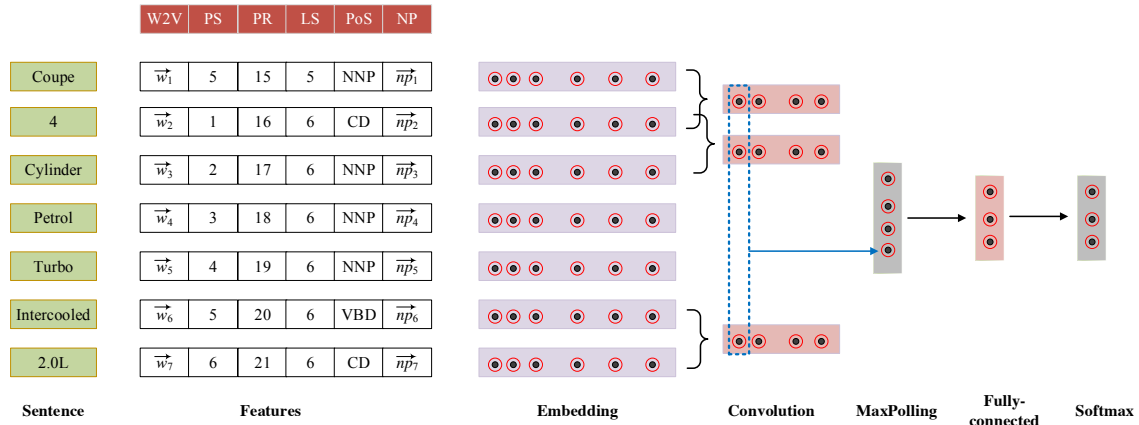 W2V PS PR LS PoS NP
Coupe w₁ 5 15 5 NNP np₁
4 w₂ 1 16 6 CD np₂
Cylinder w₃ 2 17 6 NNP np₃
Petrol w₄ 3 18 6 NNP np₄
Turbo w₅ 4 19 6 NNP np₅
Intercooled w₆ 5 20 6 VBD np₆
2.0L w₇ 6 21 6 CD np₇
Sentence Features Embedding Convolution MaxPolling Fully-
connected Softmax